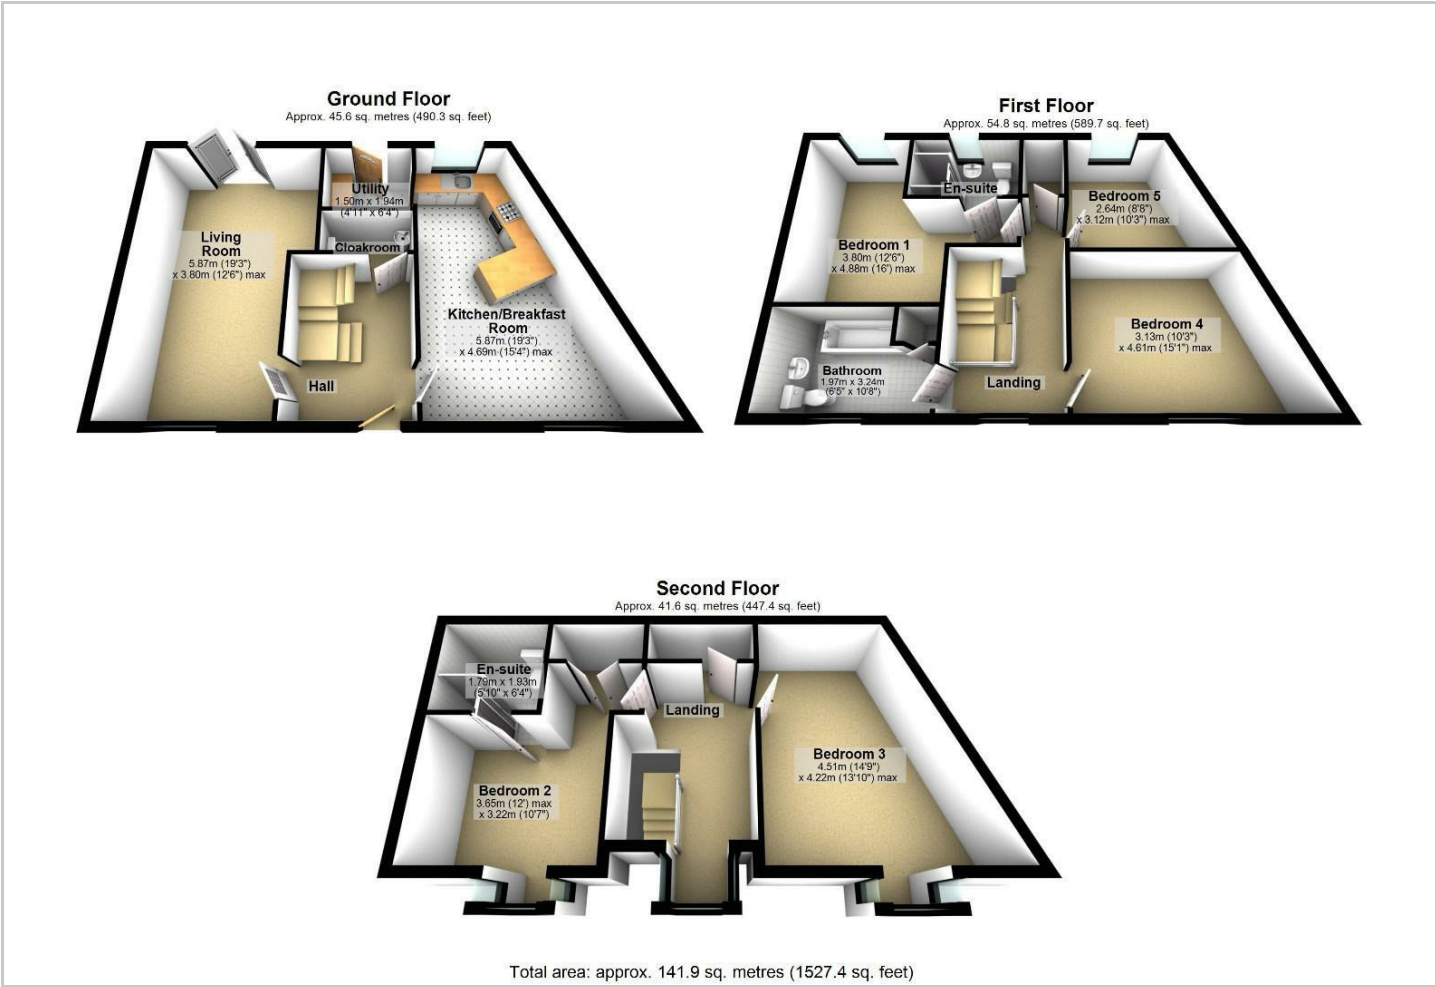 Ground Floor
Approx. 45.6 sq. metres (490.3 sq. feet)
Utility
1.50m x 1.94m
(4'11" x 6'4")
Living
Room
5.87m (19'3")
x 3.80m (12'6") max
Cloakroom
Kitchen/Breakfast
Room
5.87m (19'3")
x 4.69m (15'4") max
Hall
First Floor
Approx. 54.8 sq. metres (589.7 sq. feet)
En-suite
Bedroom 5
2.64m (8'8")
x 3.12m (10'3") max
Bedroom 1
3.80m (12'6")
x 4.88m (16') max
Bedroom 4
3.13m (10'3")
x 4.61m (15'1") max
Bathroom
1.97m x 3.24m
(6'5" x 10'8")
Landing
Second Floor
Approx. 41.6 sq. metres (447.4 sq. feet)
En-suite
1.79m x 1.93m
(5'10" x 6'4")
Landing
Bedroom 3
4.51m (14'9")
x 4.22m (13'10") max
Bedroom 2
3.65m (12') max
x 3.22m (10'7")
Total area: approx. 141.9 sq. metres (1527.4 sq. feet)